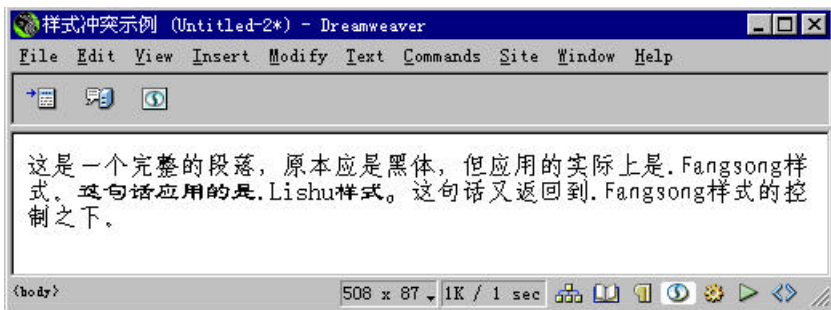 样式冲突示例 (Untitled-2*) - Dreamweaver
File Edit View Insert Modify Text Commands Site Window Help
这是一个完整的段落，原本应是黑体，但应用的实际上是.Fangsong样
式。这句话应用的是.Lishu样式。这句话又返回到.Fangsong样式的控
制之下。
<body> 508 x 87 1K / 1 sec